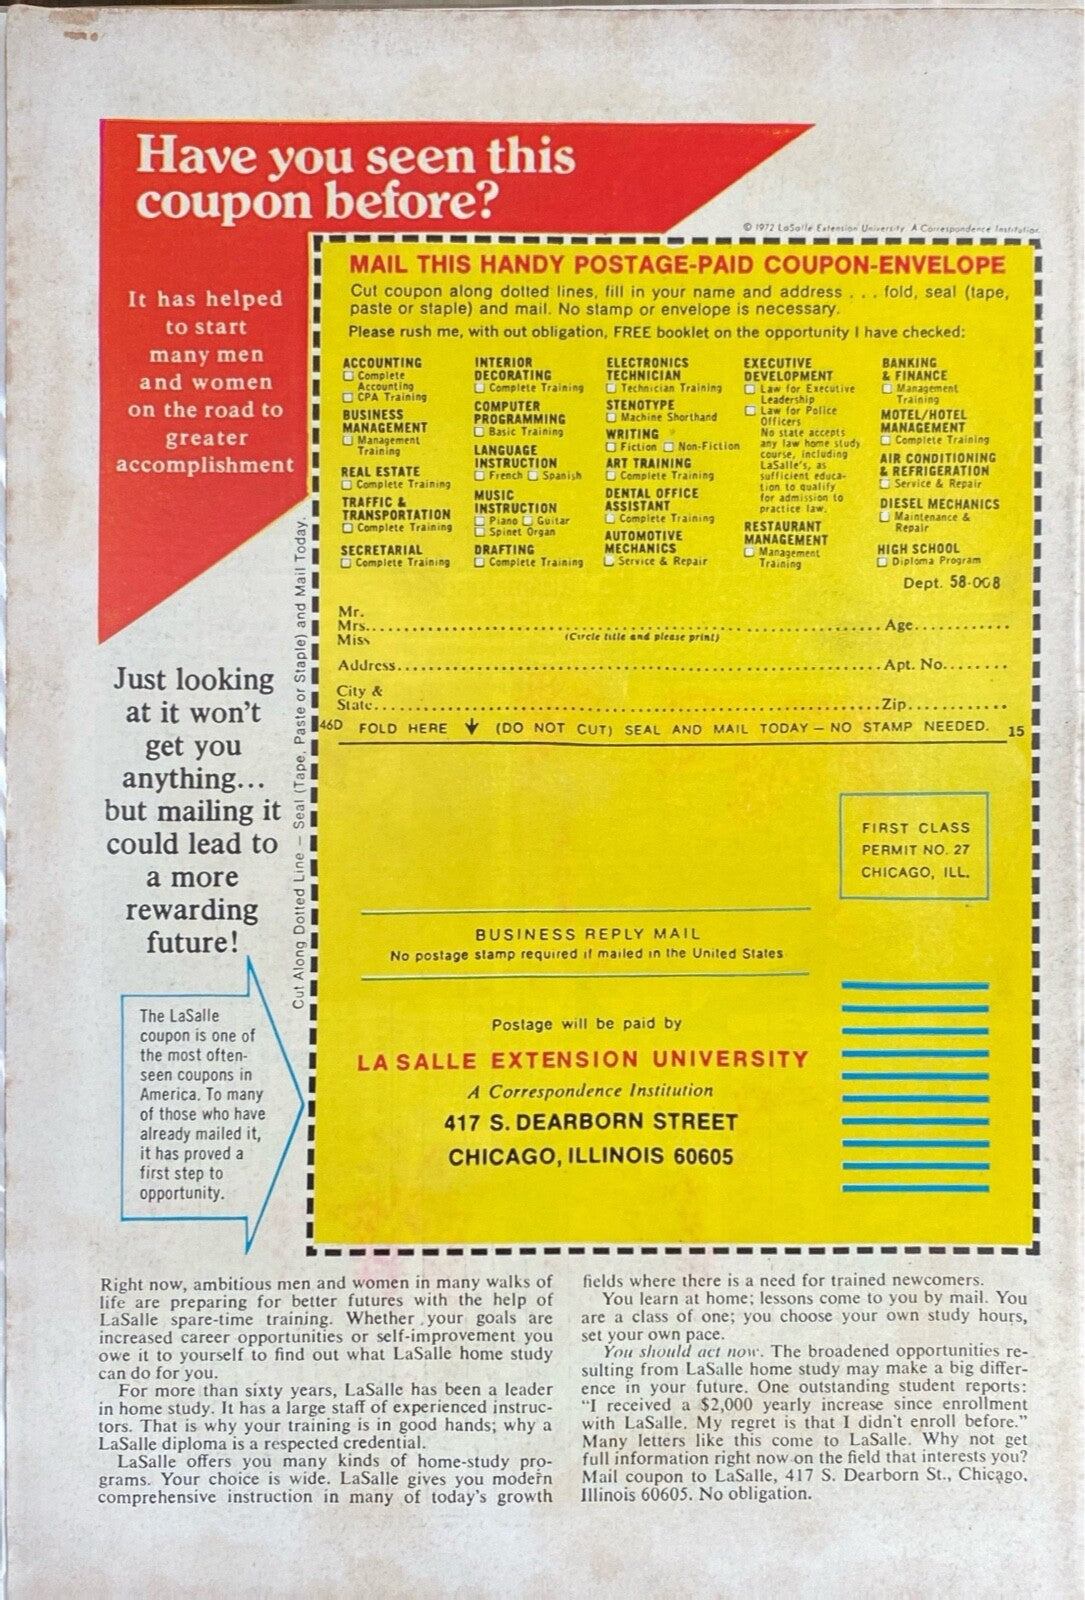 Have you seen this
coupon before?
© 1972 LaSalle Extension University A Correspondence Institution
It has helped
to start
many men
and women
on the road to
greater
accomplishment
Just looking
at it won't
get you
anything...
but mailing it
could lead to
a more
rewarding
future!
The LaSalle
coupon is one of
the most often-
seen coupons in
America. To many
of those who have
already mailed it,
it has proved a
first step to
opportunity.
Cut Along Dotted Line — Seal (Tape, Paste or Staple) and Mail Today.
MAIL THIS HANDY POSTAGE-PAID COUPON-ENVELOPE
Cut coupon along dotted lines, fill in your name and address . . . fold, seal (tape,
paste or staple) and mail. No stamp or envelope is necessary.
Please rush me, with out obligation, FREE booklet on the opportunity I have checked:
ACCOUNTING
Complete
Accounting
CPA Training
BUSINESS
MANAGEMENT
Management
Training
REAL ESTATE
Complete Training
TRAFFIC &
TRANSPORTATION
Complete Training
SECRETARIAL
Complete Training
INTERIOR
DECORATING
Complete Training
COMPUTER
PROGRAMMING
Basic Training
LANGUAGE
INSTRUCTION
French Spanish
MUSIC
INSTRUCTION
Piano Guitar
Spinet Organ
DRAFTING
Complete Training
ELECTRONICS
TECHNICIAN
Technician Training
STENOTYPE
Machine Shorthand
WRITING
Fiction Non-Fiction
ART TRAINING
Complete Training
DENTAL OFFICE
ASSISTANT
Complete Training
AUTOMOTIVE
MECHANICS
Service & Repair
EXECUTIVE
DEVELOPMENT
Law for Executive
Leadership
Law for Police
Officers
No state accepts
any law home study
course, including
LaSalle's, as
sufficient educa-
tion to qualify
for admission to
practice law.
RESTAURANT
MANAGEMENT
Management
Training
BANKING
& FINANCE
Management
Training
MOTEL/HOTEL
MANAGEMENT
Complete Training
AIR CONDITIONING
& REFRIGERATION
Service & Repair
DIESEL MECHANICS
Maintenance &
Repair
HIGH SCHOOL
Diploma Program
Dept. 58-008
Mr.
Mrs. Age
Miss (Circle title and please print)
Address Apt. No.
City &
State Zip
46D FOLD HERE ↓ (DO NOT CUT) SEAL AND MAIL TODAY — NO STAMP NEEDED. 15
FIRST CLASS
PERMIT NO. 27
CHICAGO, ILL.
BUSINESS REPLY MAIL
No postage stamp required if mailed in the United States
Postage will be paid by
LA SALLE EXTENSION UNIVERSITY
A Correspondence Institution
417 S. DEARBORN STREET
CHICAGO, ILLINOIS 60605
Right now, ambitious men and women in many walks of
life are preparing for better futures with the help of
LaSalle spare-time training. Whether your goals are
increased career opportunities or self-improvement you
owe it to yourself to find out what LaSalle home study
can do for you.
For more than sixty years, LaSalle has been a leader
in home study. It has a large staff of experienced instruc-
tors. That is why your training is in good hands; why a
LaSalle diploma is a respected credential.
LaSalle offers you many kinds of home-study pro-
grams. Your choice is wide. LaSalle gives you modern
comprehensive instruction in many of today's growth
fields where there is a need for trained newcomers.
You learn at home; lessons come to you by mail. You
are a class of one; you choose your own study hours,
set your own pace.
You should act now. The broadened opportunities re-
sulting from LaSalle home study may make a big differ-
ence in your future. One outstanding student reports:
"I received a $2,000 yearly increase since enrollment
with LaSalle. My regret is that I didn't enroll before."
Many letters like this come to LaSalle. Why not get
full information right now on the field that interests you?
Mail coupon to LaSalle, 417 S. Dearborn St., Chicago,
Illinois 60605. No obligation.